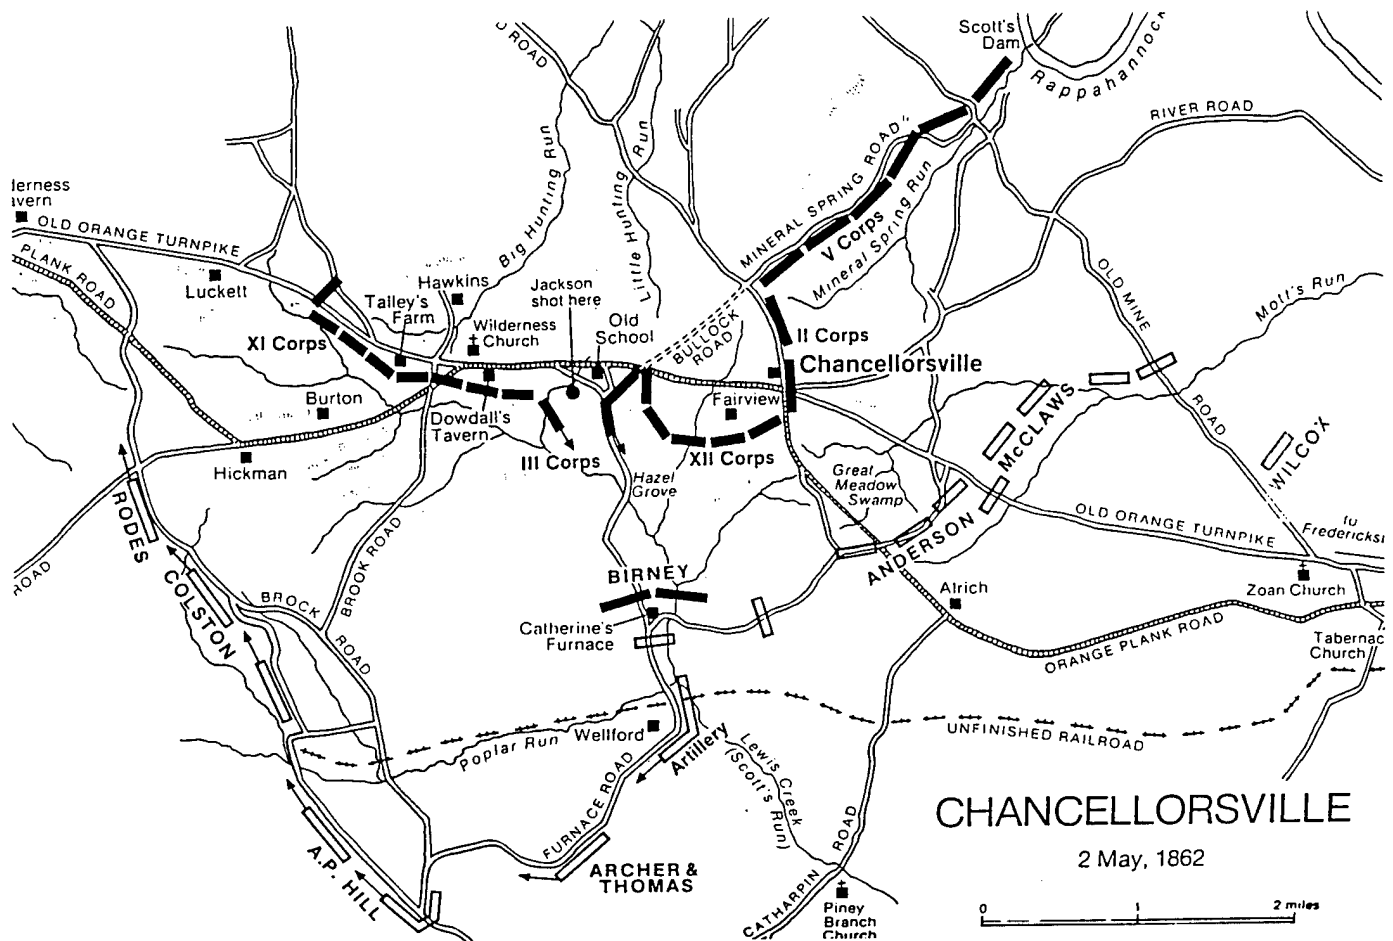 Scott's
Dam
Rappahannock
ROAD
RIVER ROAD
lerness
vern
OLD ORANGE TURNPIKE
PLANK ROAD
Luckett
Big Hunting Run
Little Hunting Run
MINERAL SPRING ROAD
V Corps
Mineral Spring Run
OLD MINE
ROAD
Mott's Run
Hawkins
Talley's
Farm
Jackson
shot here
Wilderness
Church
Old
School
BULLOCK
ROAD
II Corps
Chancellorsville
XI Corps
Burton
Dowdall's
Tavern
Fairview
Hickman
III Corps
XII Corps
Hazel
Grove
Great
Meadow
Swamp
McCLAWS
WILCOX
ANDERSON
OLD ORANGE TURNPIKE
to
Fredericksb
Zoan Church
RODES
ROAD
COLSTON
BROOK ROAD
BROCK
ROAD
BIRNEY
Catherine's
Furnace
Alrich
ORANGE PLANK ROAD
Tabernac
Church
UNFINISHED RAILROAD
Poplar Run
Wellford
Artillery
Lewis Creek
(Scott's Run)
FURNACE ROAD
A.P. HILL
ARCHER &
THOMAS
CATHARPIN ROAD
Piney
Branch
Church
CHANCELLORSVILLE
2 May, 1862
0 1 2 miles